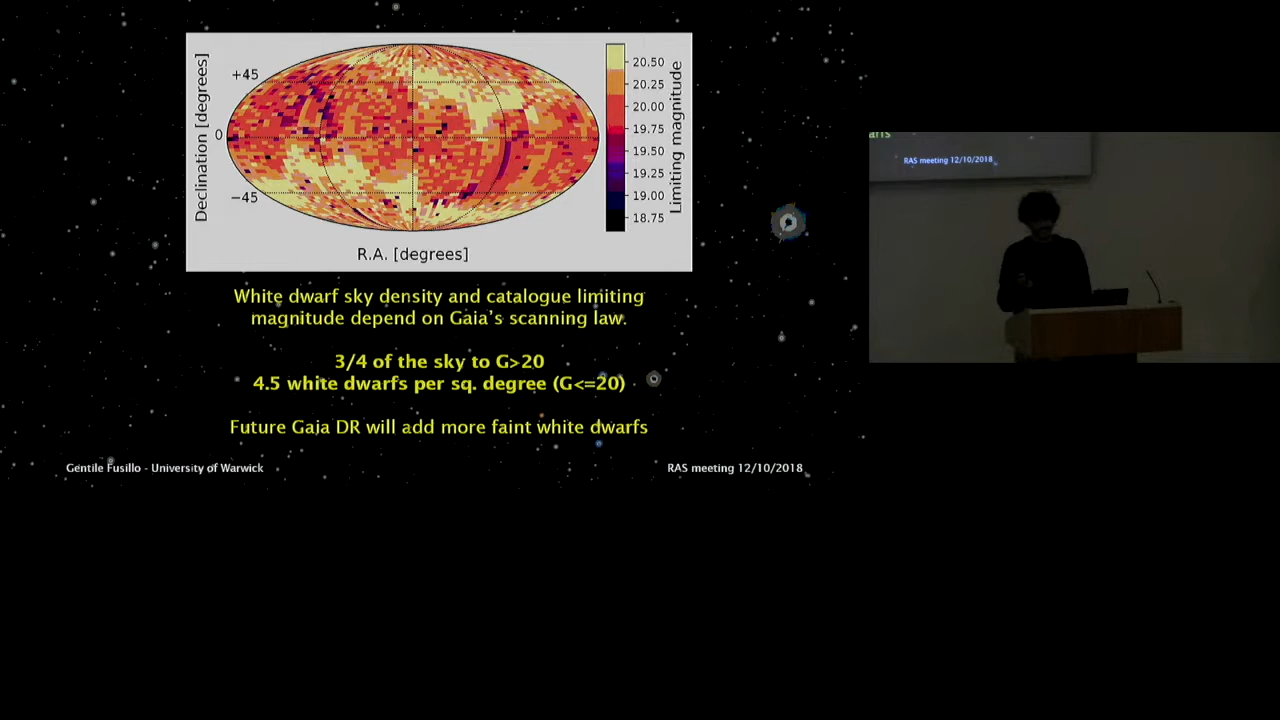 Declination [degrees]
+45
0
−45
R.A. [degrees]
20.50
20.25
20.00
19.75
19.50
19.25
19.00
18.75
Limiting magnitude
White dwarf sky density and catalogue limiting
magnitude depend on Gaia's scanning law.
3/4 of the sky to G>20
4.5 white dwarfs per sq. degree (G<=20)
Future Gaia DR will add more faint white dwarfs
Gentile Fusillo - University of Warwick
RAS meeting 12/10/2018
arfs
RAS meeting 12/10/2018